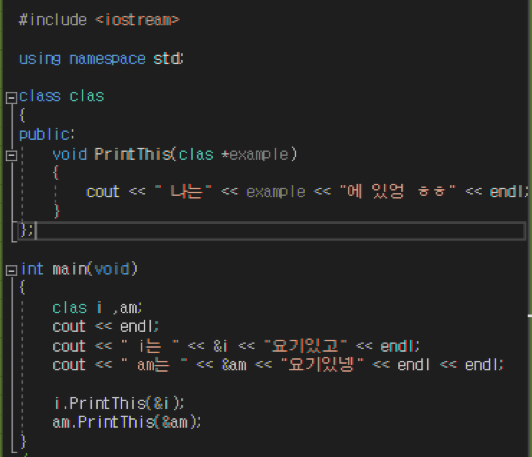 #include <iostream>
using namespace std;
class clas
{
public:
void PrintThis(clas *example)
{
cout << " 나는" << example << "에 있엉 ㅎㅎ" << endl;
}
};
int main(void)
{
clas i ,am;
cout << endl;
cout << " i는 " << &i << "요기있고" << endl;
cout << " am는 " << &am << "요기있넹" << endl << endl;
i.PrintThis(&i);
am.PrintThis(&am);
}